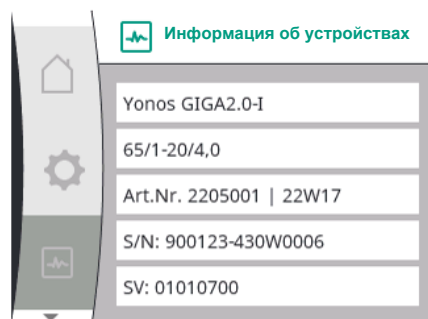 Информация об устройствах
Yonos GIGA2.0-I
65/1-20/4,0
Art.Nr. 2205001 | 22W17
S/N: 900123-430W0006
SV: 01010700